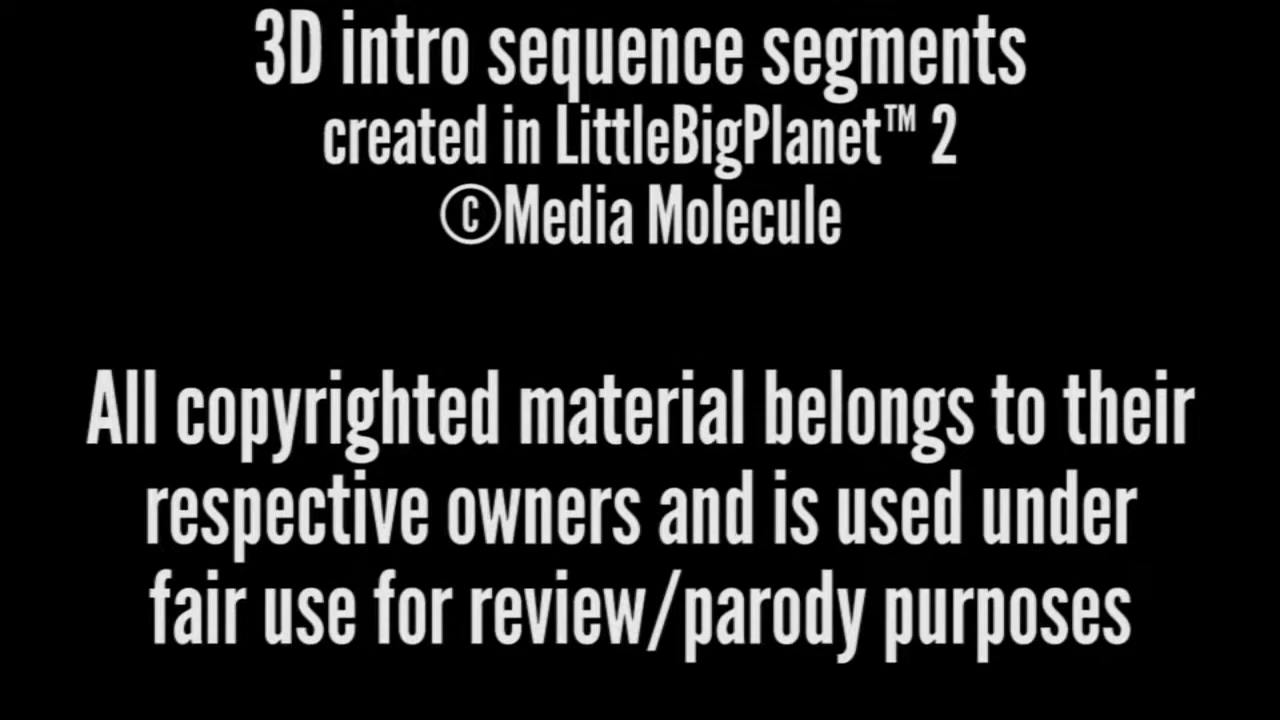 3D intro sequence segments
created in LittleBigPlanet™ 2
©Media Molecule
All copyrighted material belongs to their
respective owners and is used under
fair use for review/parody purposes